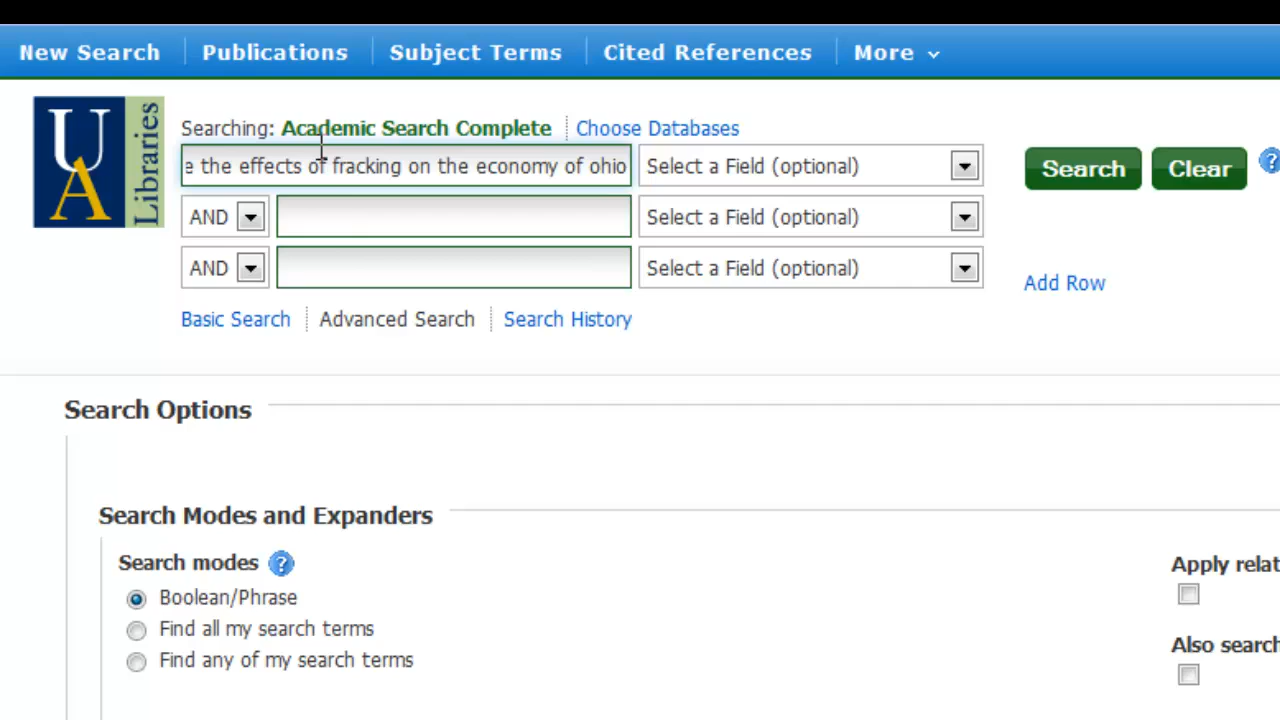 New Search Publications Subject Terms Cited References More
UA Libraries
Searching: Academic Search Complete Choose Databases
e the effects of fracking on the economy of ohio Select a Field (optional) Search Clear ?
AND Select a Field (optional)
AND Select a Field (optional)
Add Row
Basic Search Advanced Search Search History
Search Options
Search Modes and Expanders
Search modes ? Apply relat
Boolean/Phrase
Find all my search terms
Also search
Find any of my search terms